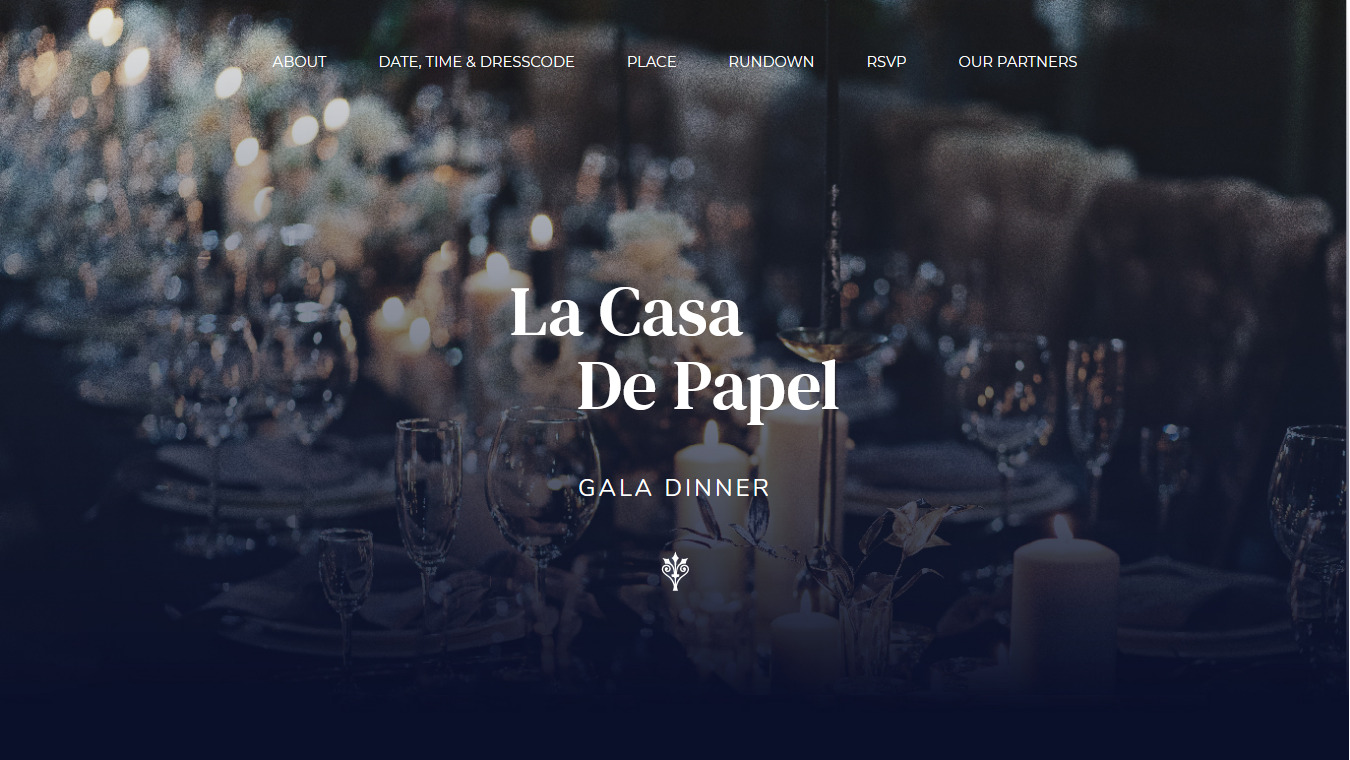 ABOUT DATE, TIME & DRESSCODE PLACE RUNDOWN RSVP OUR PARTNERS
La Casa
De Papel
GALA DINNER